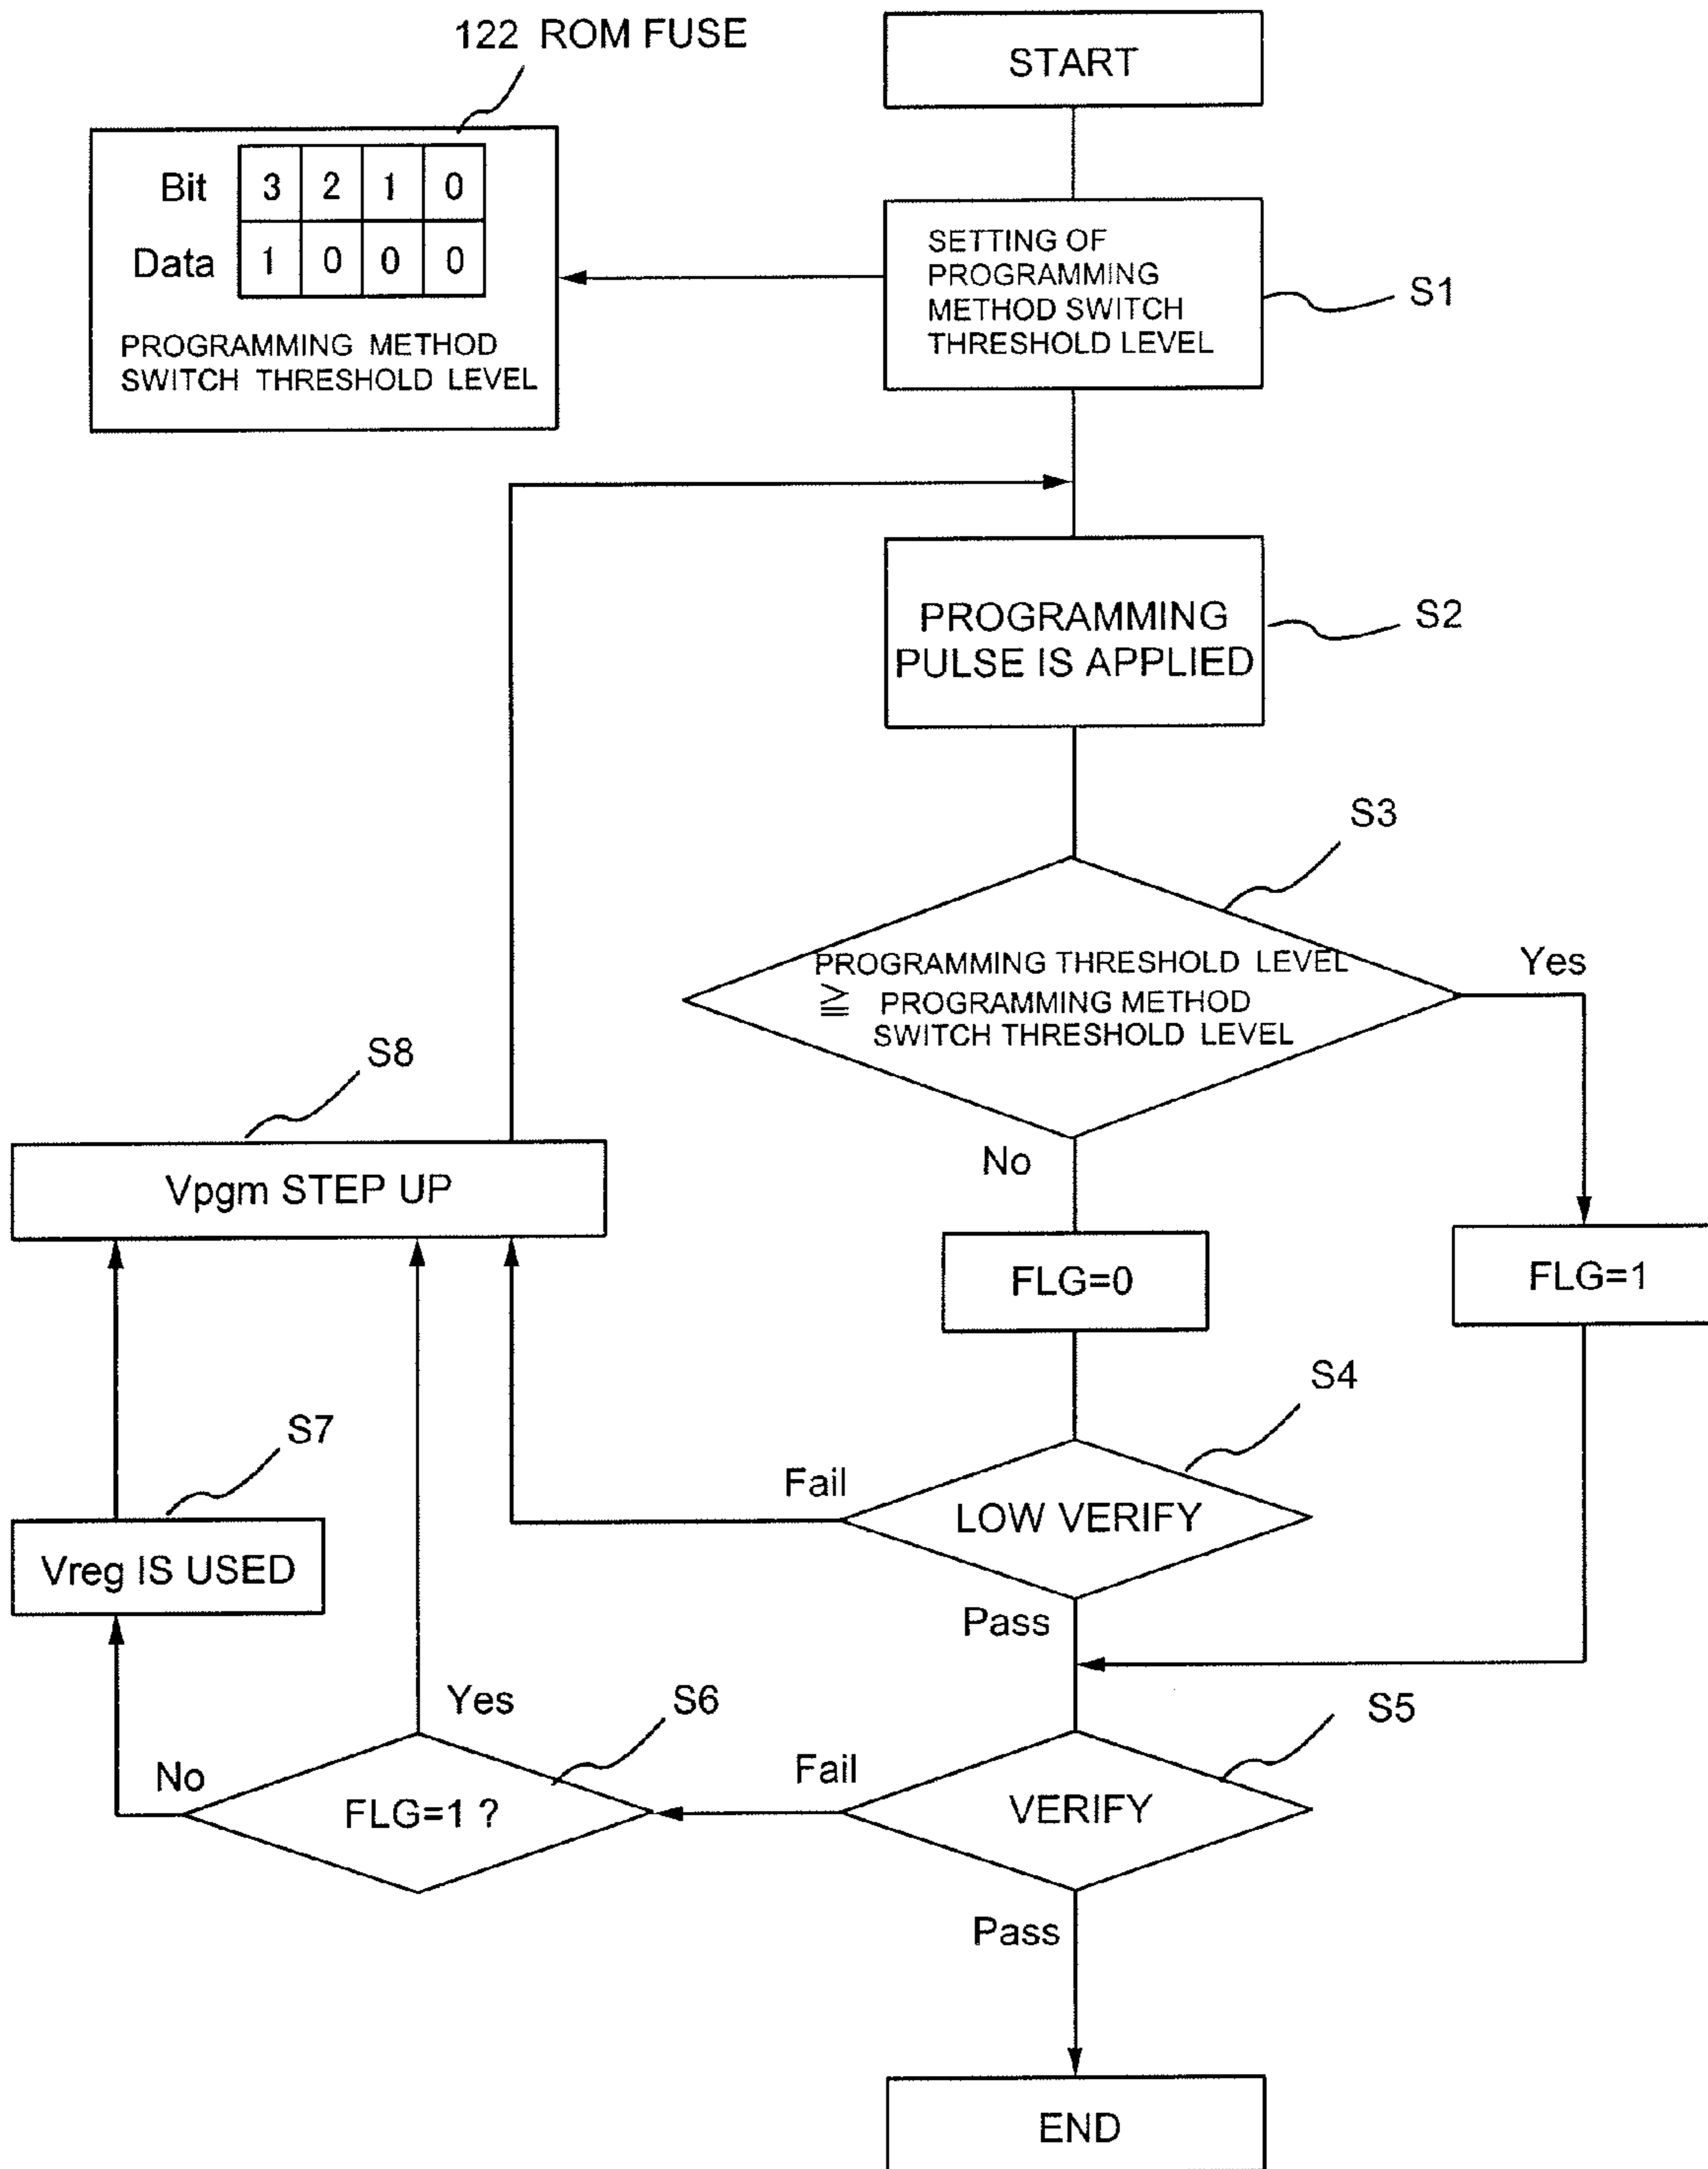 122 ROM FUSE
START
Bit 3 2 1 0
Data 1 0 0 0
PROGRAMMING METHOD
SWITCH THRESHOLD LEVEL
SETTING OF
PROGRAMMING
METHOD SWITCH
THRESHOLD LEVEL
S1
PROGRAMMING
PULSE IS APPLIED
S2
S3
PROGRAMMING THRESHOLD LEVEL
≧ PROGRAMMING METHOD
SWITCH THRESHOLD LEVEL
Yes
No
S8
Vpgm STEP UP
FLG=0
FLG=1
S4
Fail
LOW VERIFY
Pass
S7
Vreg IS USED
Yes
S6
No
FLG=1 ?
Fail
S5
VERIFY
Pass
END